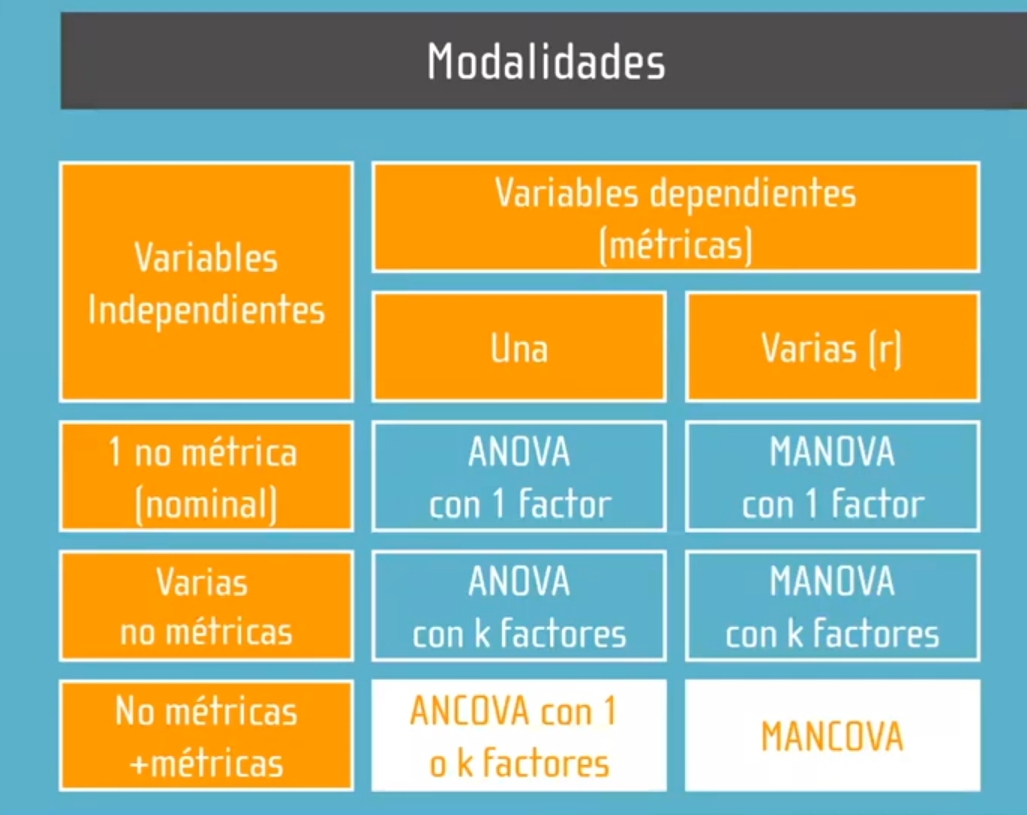 Modalidades
Variables
Independientes
Variables dependientes
(métricas)
Una
Varias (r)
1 no métrica
(nominal)
ANOVA
con 1 factor
MANOVA
con 1 factor
Varias
no métricas
ANOVA
con k factores
MANOVA
con k factores
No métricas
+métricas
ANCOVA con 1
o k factores
MANCOVA